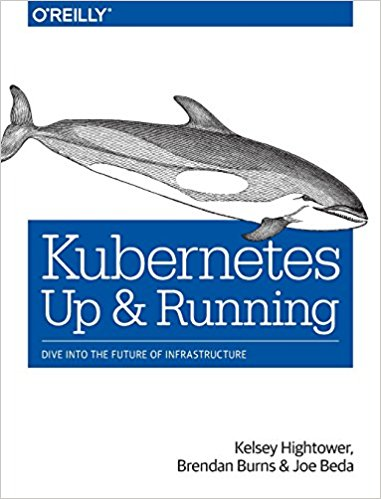 O'REILLY®
Kubernetes
Up & Running
DIVE INTO THE FUTURE OF INFRASTRUCTURE
Kelsey Hightower,
Brendan Burns & Joe Beda